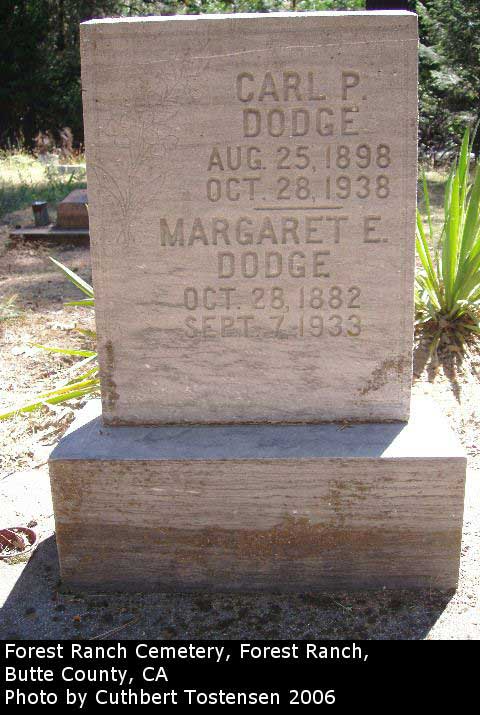 CARL P.
DODGE
AUG. 25, 1898
OCT. 28, 1938
MARGARET E.
DODGE
OCT. 28, 1882
SEPT. 7, 1933
Forest Ranch Cemetery, Forest Ranch,
Butte County, CA
Photo by Cuthbert Tostensen 2006